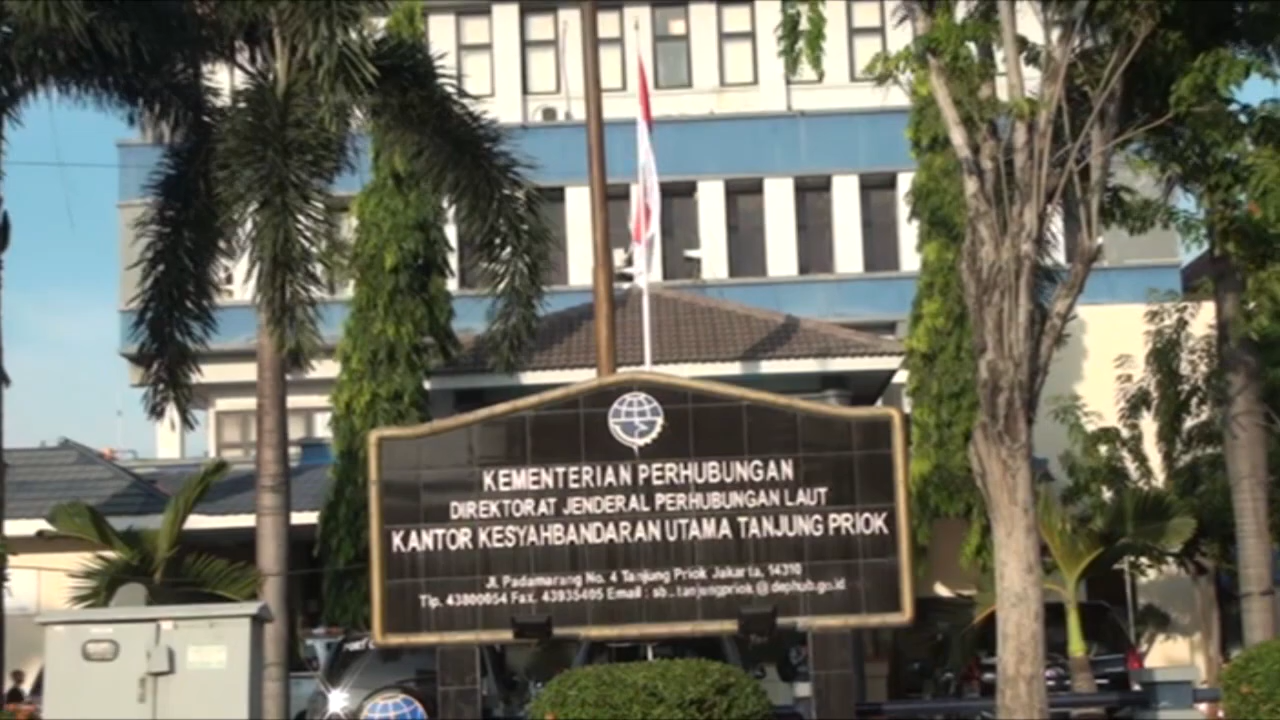 KEMENTERIAN PERHUBUNGAN
DIREKTORAT JENDERAL PERHUBUNGAN LAUT
KANTOR KESYAHBANDARAN UTAMA TANJUNG PRIOK
Jl. Padamarang No. 4 Tanjung Priok Jakarta, 14310
Tlp. 43800054 Fax. 43935405 Email : sb_tanjungpriok @ dephub.go.id